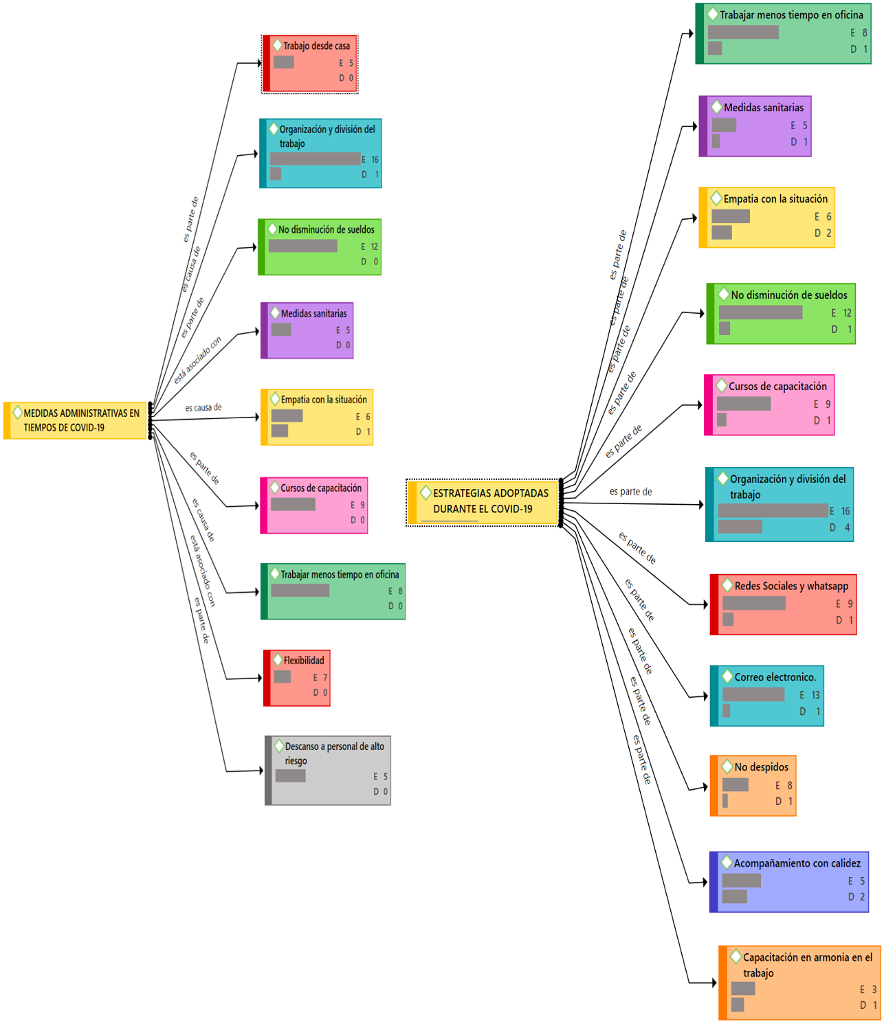 MEDIDAS ADMINISTRATIVAS EN
TIEMPOS DE COVID-19
es parte de
Trabajo desde casa
E 5
D 0
es causa de
Organización y división del
trabajo
E 16
D 1
es parte de
No disminución de sueldos
E 12
D 0
está asociado con
Medidas sanitarias
E 5
D 0
es causa de
Empatia con la situación
E 6
D 1
es parte de
Cursos de capacitación
E 9
D 0
es causa de
Trabajar menos tiempo en oficina
E 8
D 0
está asociado con
Flexibilidad
E 7
D 0
es parte de
Descanso a personal de alto
riesgo
E 5
D 0
ESTRATEGIAS ADOPTADAS
DURANTE EL COVID-19
es parte de
Trabajar menos tiempo en oficina
E 8
D 1
es parte de
Medidas sanitarias
E 5
D 1
es parte de
Empatia con la situación
E 6
D 2
es parte de
No disminución de sueldos
E 12
D 1
es parte de
Cursos de capacitación
E 9
D 1
es parte de
Organización y división del
trabajo
E 16
D 4
es parte de
Redes Sociales y whatsapp
E 9
D 1
es parte de
Correo electronico.
E 13
D 1
es parte de
No despidos
E 8
D 1
es parte de
Acompañamiento con calidez
E 5
D 2
es parte de
Capacitación en armonia en el
trabajo
E 3
D 1